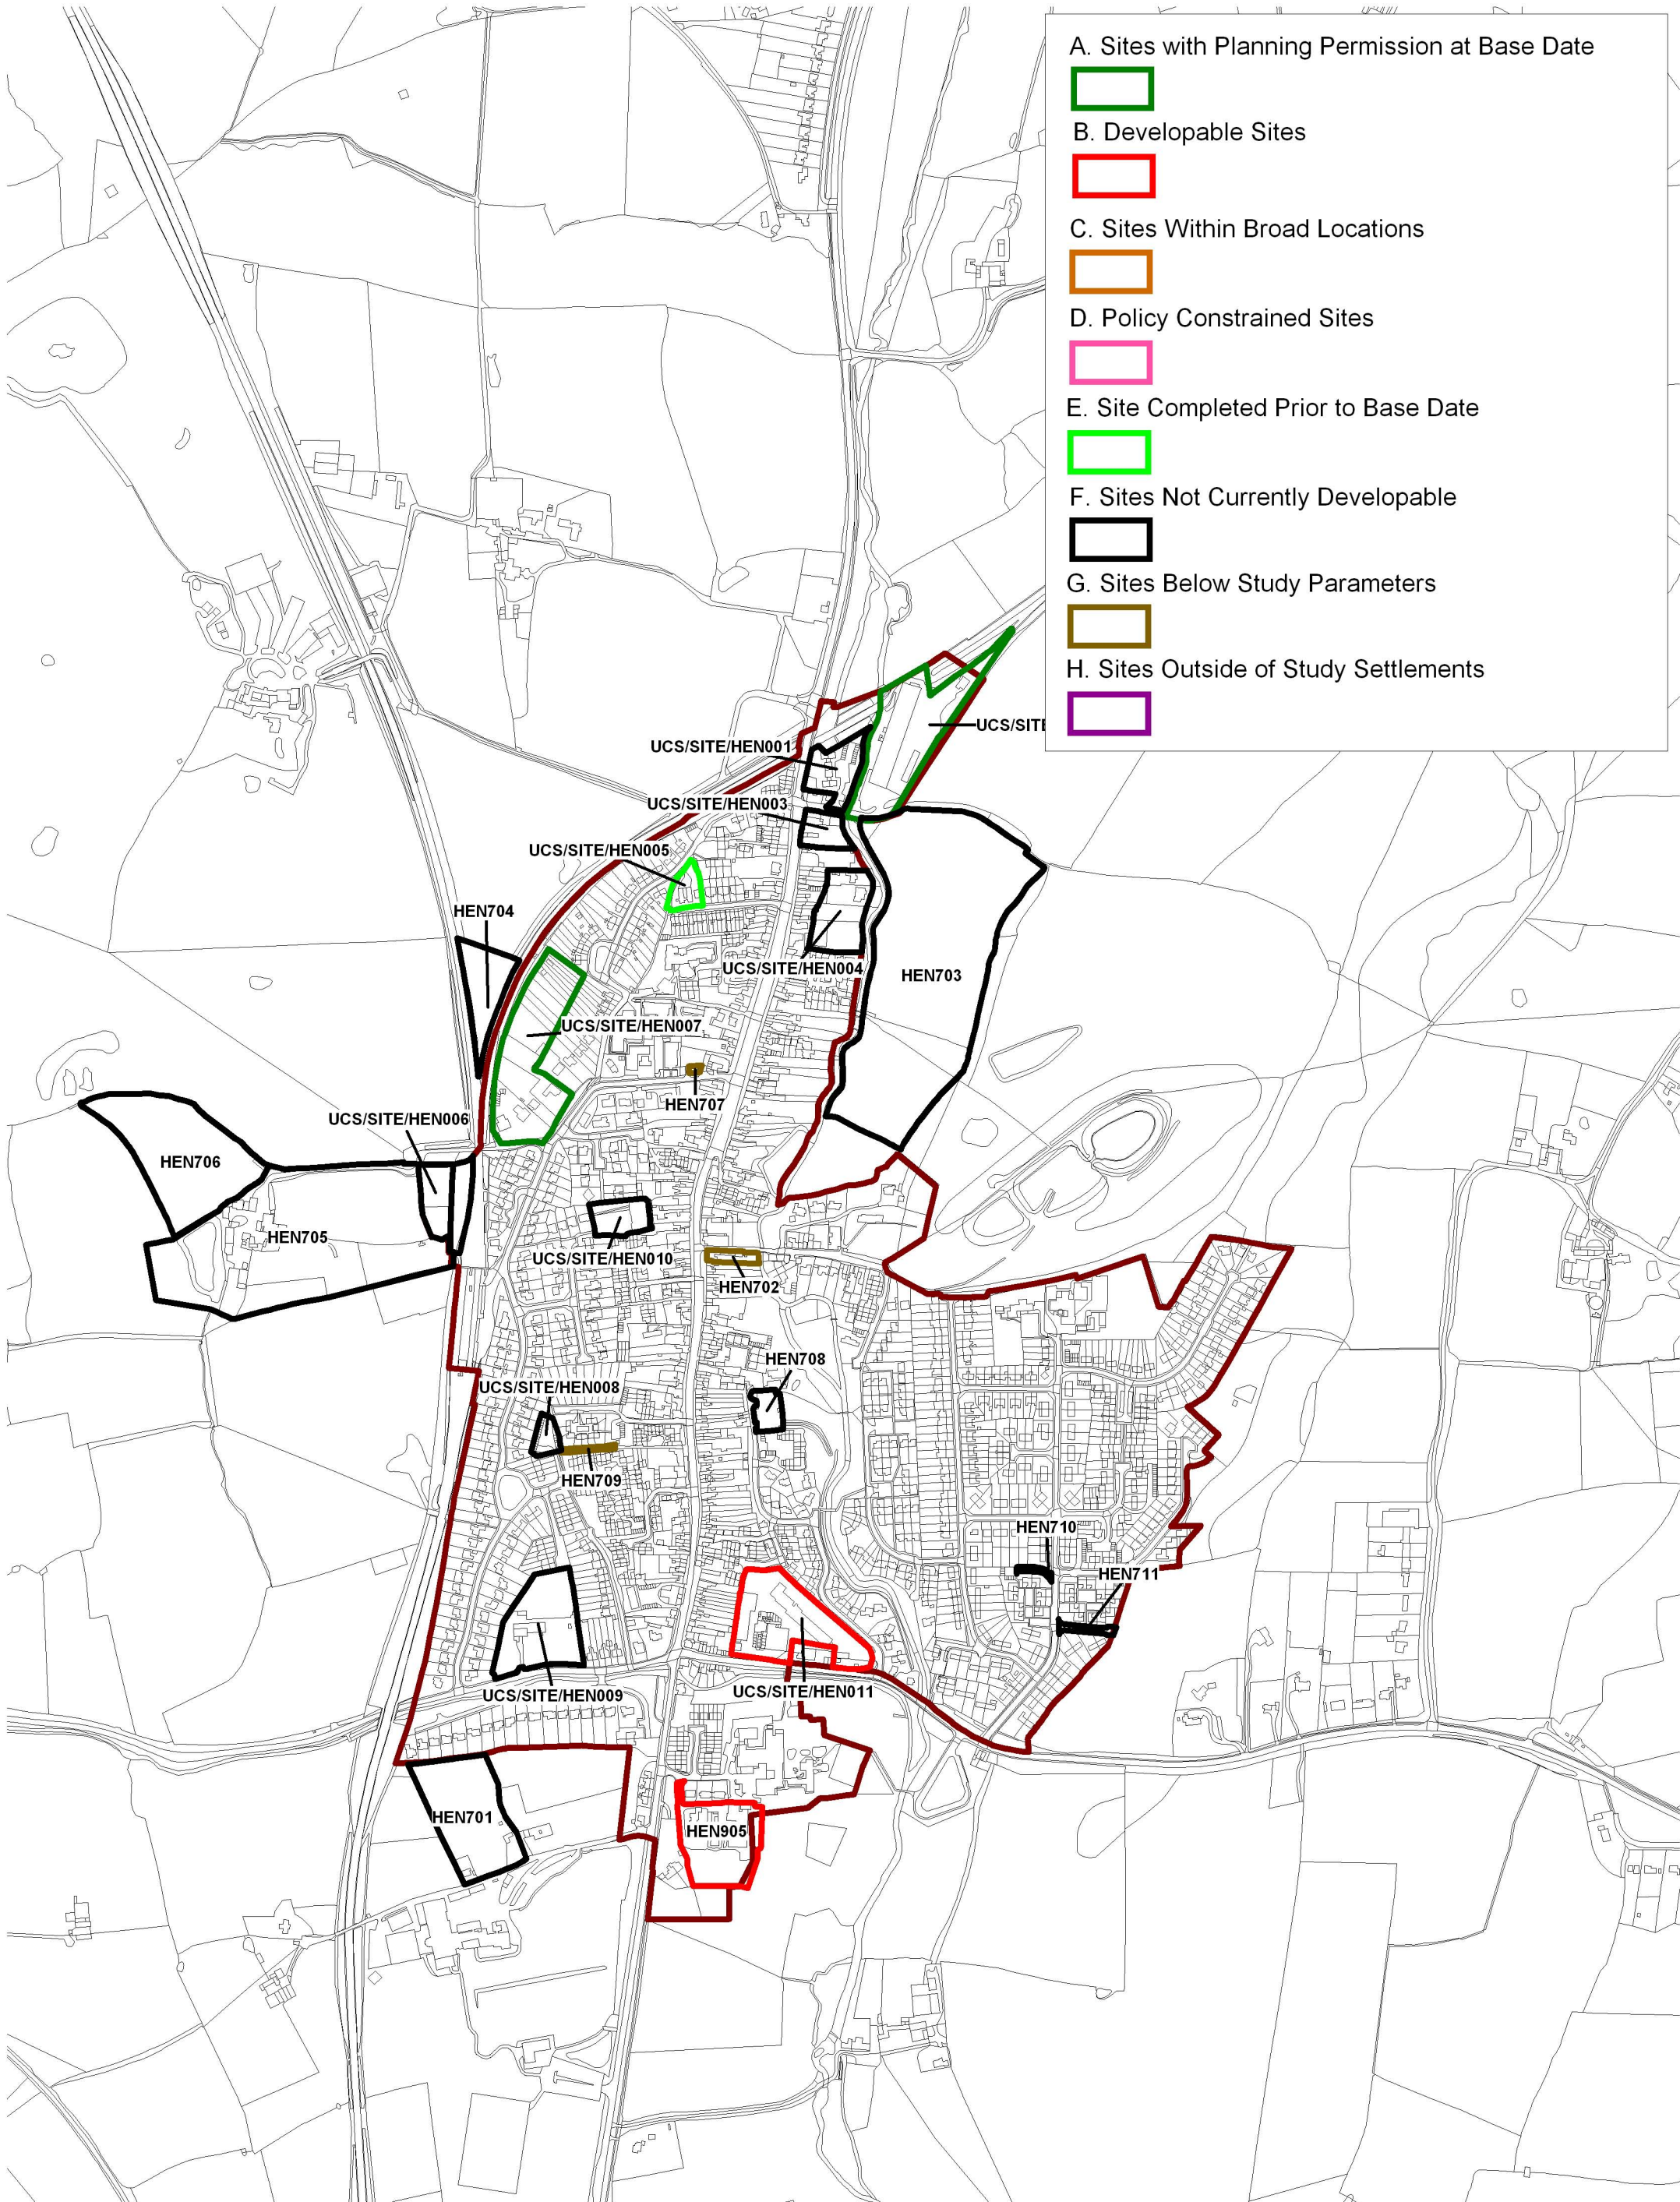 A. Sites with Planning Permission at Base Date
B. Developable Sites
C. Sites Within Broad Locations
D. Policy Constrained Sites
E. Site Completed Prior to Base Date
F. Sites Not Currently Developable
G. Sites Below Study Parameters
H. Sites Outside of Study Settlements
UCS/SITE
UCS/SITE/HEN001
UCS/SITE/HEN003
UCS/SITE/HEN005
HEN704
UCS/SITE/HEN004
HEN703
UCS/SITE/HEN007
HEN707
UCS/SITE/HEN006
HEN706
HEN705
UCS/SITE/HEN010
HEN702
HEN708
UCS/SITE/HEN008
HEN709
HEN710
HEN711
UCS/SITE/HEN009
UCS/SITE/HEN011
HEN701
HEN905